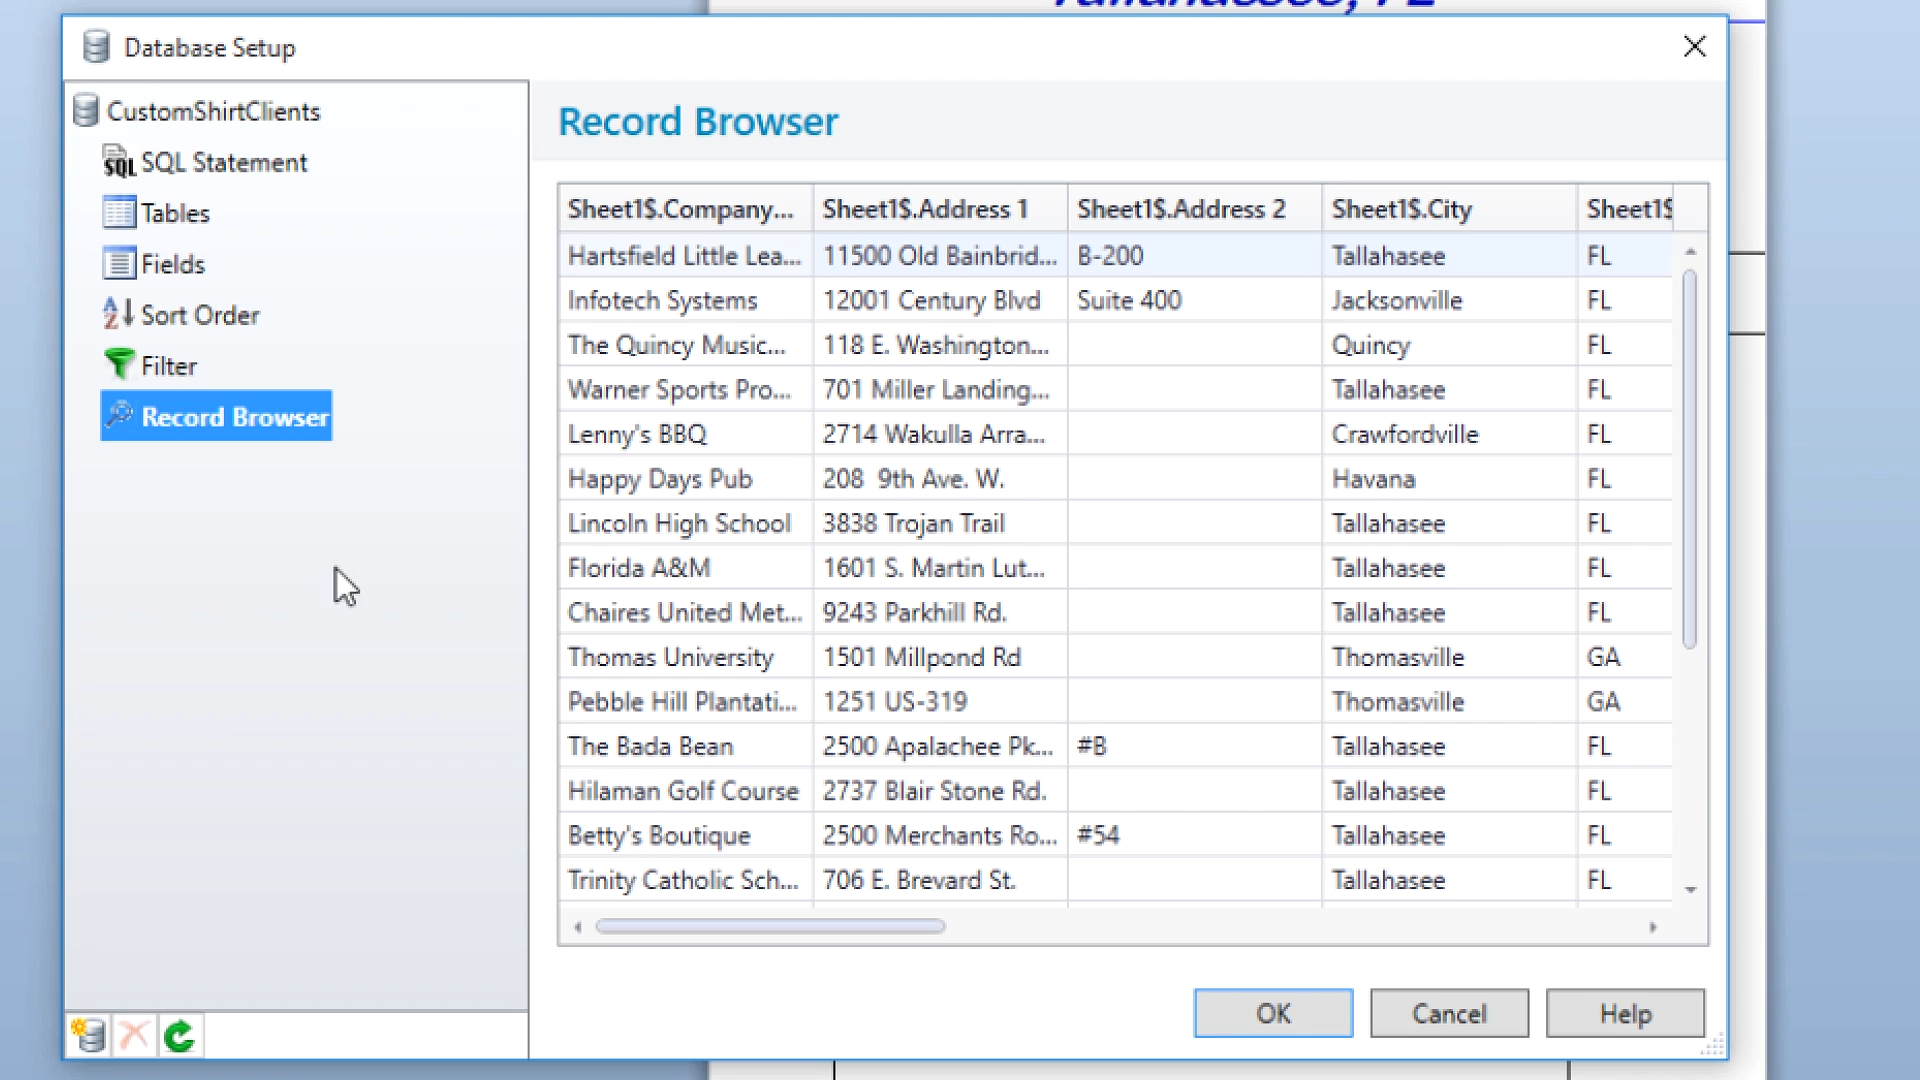 Tallahassee, FL
Database Setup
CustomShirtClients
SQL SQL Statement
Tables
Fields
Sort Order
Filter
Record Browser
Record Browser
Sheet1$.Company... Sheet1$.Address 1 Sheet1$.Address 2 Sheet1$.City Sheet1$
Hartsfield Little Lea... 11500 Old Bainbrid... B-200 Tallahasee FL
Infotech Systems 12001 Century Blvd Suite 400 Jacksonville FL
The Quincy Music... 118 E. Washington... Quincy FL
Warner Sports Pro... 701 Miller Landing... Tallahasee FL
Lenny's BBQ 2714 Wakulla Arra... Crawfordville FL
Happy Days Pub 208 9th Ave. W. Havana FL
Lincoln High School 3838 Trojan Trail Tallahasee FL
Florida A&M 1601 S. Martin Lut... Tallahasee FL
Chaires United Met... 9243 Parkhill Rd. Tallahasee FL
Thomas University 1501 Millpond Rd Thomasville GA
Pebble Hill Plantati... 1251 US-319 Thomasville GA
The Bada Bean 2500 Apalachee Pk... #B Tallahasee FL
Hilaman Golf Course 2737 Blair Stone Rd. Tallahasee FL
Betty's Boutique 2500 Merchants Ro... #54 Tallahasee FL
Trinity Catholic Sch... 706 E. Brevard St. Tallahasee FL
OK Cancel Help